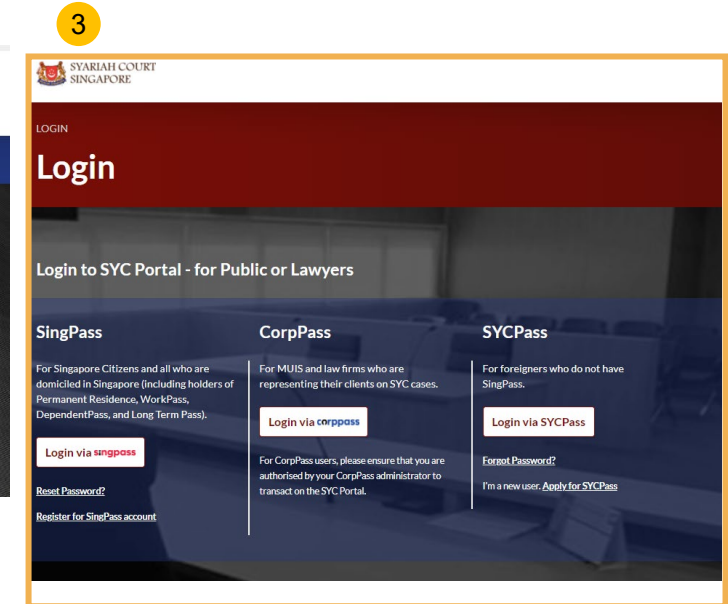 3
SYARIAH COURT
SINGAPORE
LOGIN
Login
Login to SYC Portal - for Public or Lawyers
SingPass
For Singapore Citizens and all who are
domiciled in Singapore (including holders of
Permanent Residence, WorkPass,
DependentPass, and Long Term Pass).
Login via singpass
Reset Password?
Register for SingPass account
CorpPass
For MUIS and law firms who are
representing their clients on SYC cases.
Login via corppass
For CorpPass users, please ensure that you are
authorised by your CorpPass administrator to
transact on the SYC Portal.
SYCPass
For foreigners who do not have
SingPass.
Login via SYCPass
Forgot Password?
I'm a new user. Apply for SYCPass